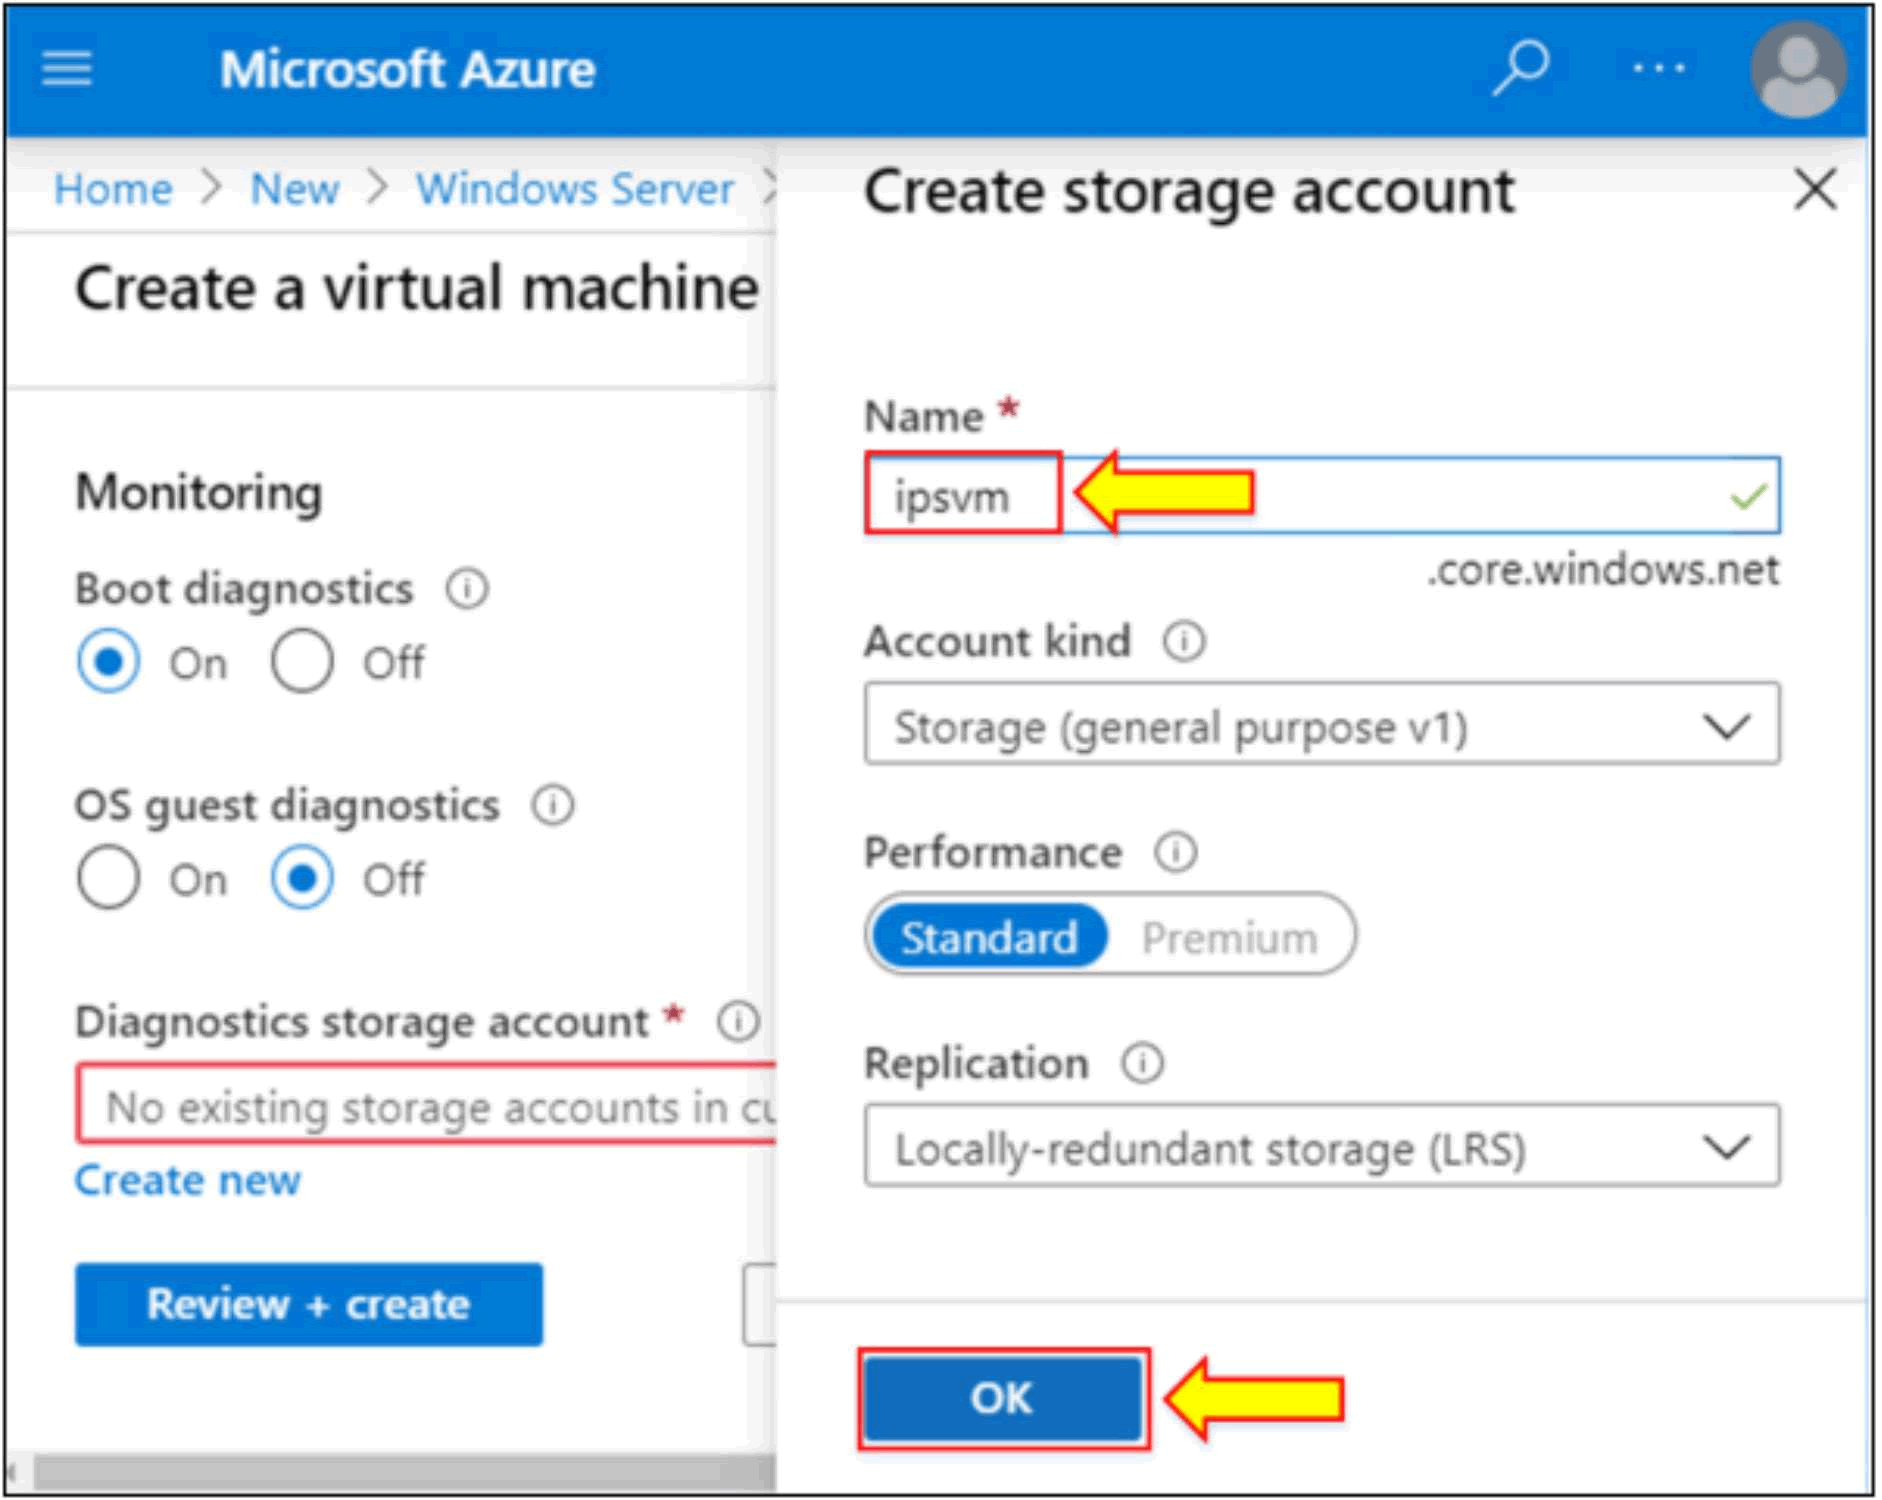 Microsoft Azure
Home > New > Windows Server >
Create a virtual machine
Monitoring
Boot diagnostics
On Off
OS guest diagnostics
On Off
Diagnostics storage account *
No existing storage accounts in cu
Create new
Review + create
Create storage account
Name *
ipsvm
.core.windows.net
Account kind
Storage (general purpose v1)
Performance
Standard Premium
Replication
Locally-redundant storage (LRS)
OK